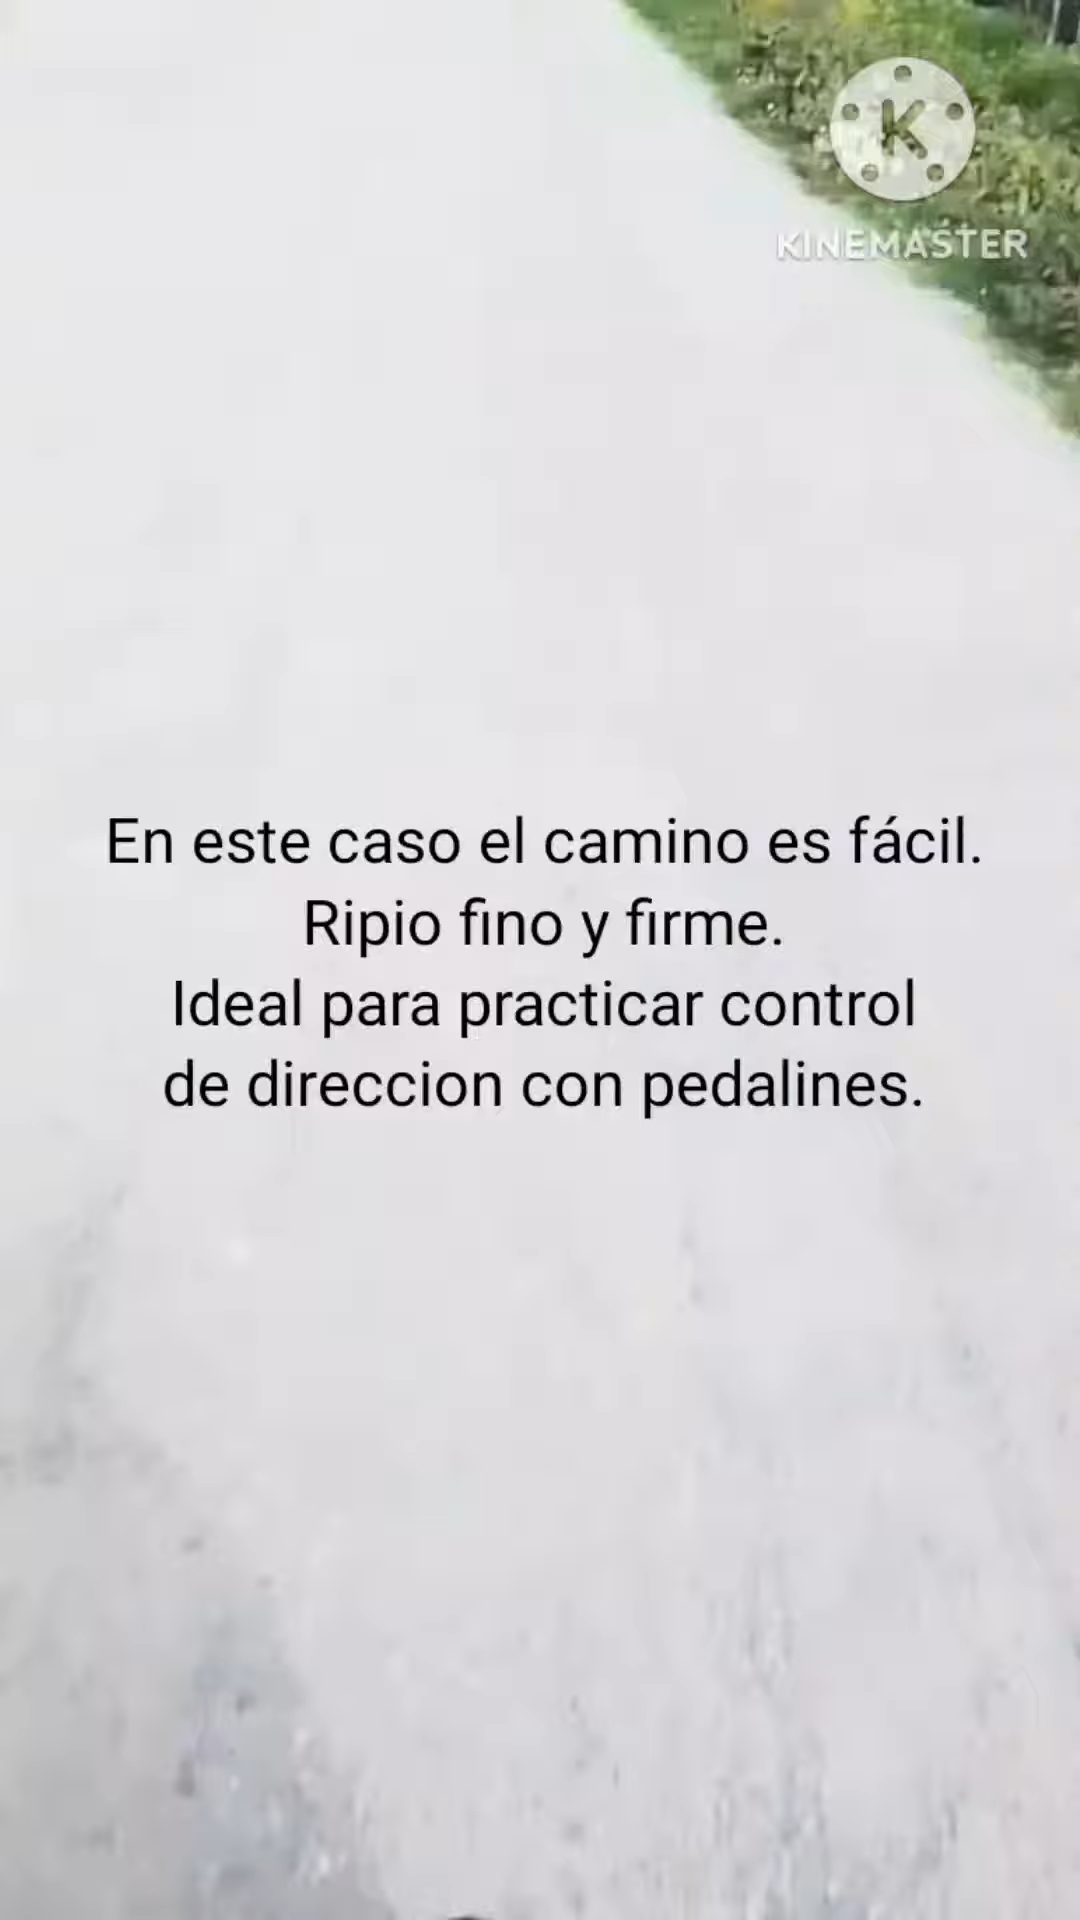 K
KINEMASTER
En este caso el camino es fácil.
Ripio fino y firme.
Ideal para practicar control
de direccion con pedalines.